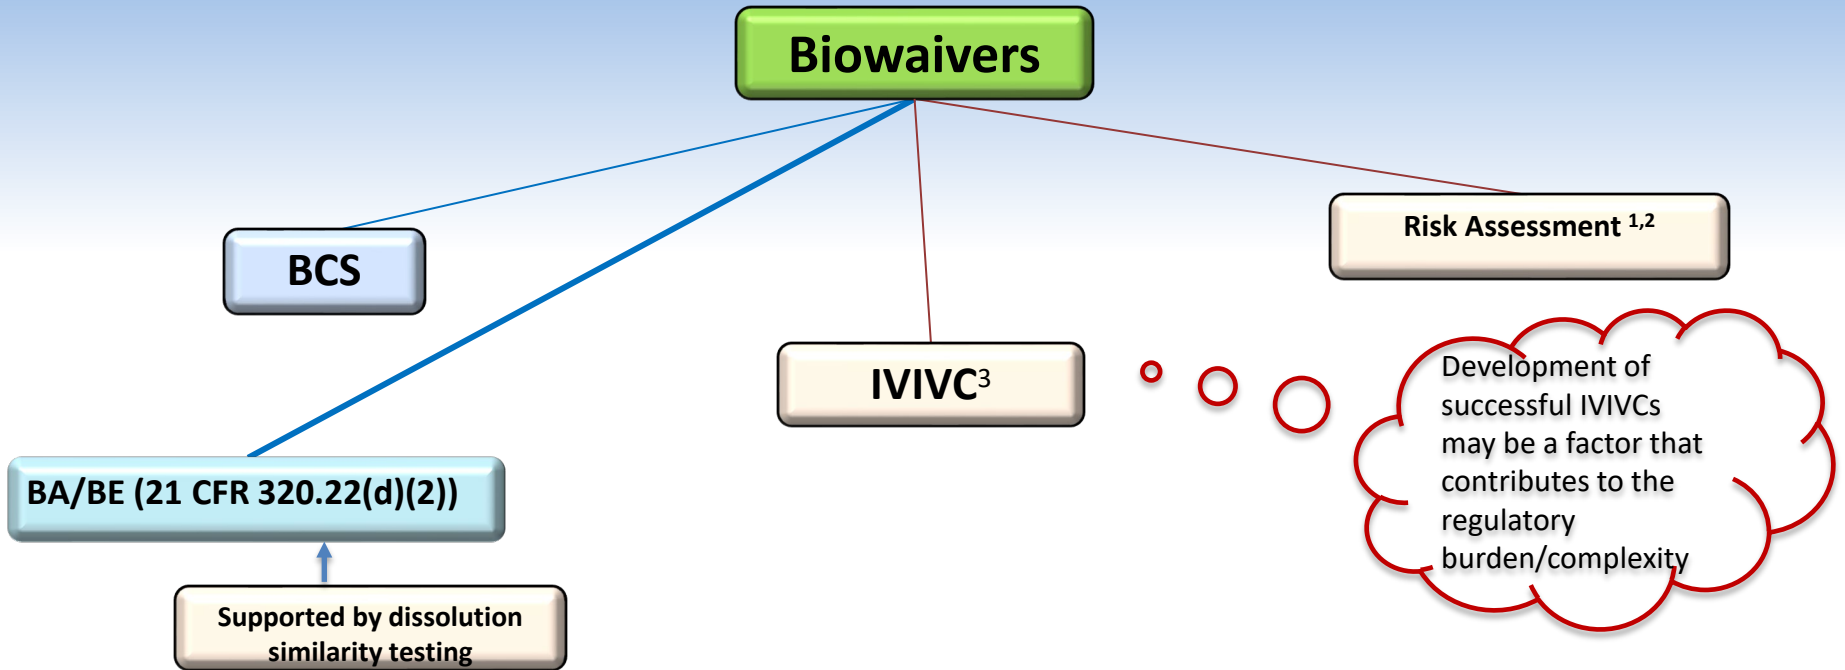 Biowaivers
Risk Assessment 1,2
BCS
IVIVC3
Development of
successful IVIVCs
may be a factor that
contributes to the
regulatory
burden/complexity
BA/BE (21 CFR 320.22(d)(2))
Supported by dissolution
similarity testing